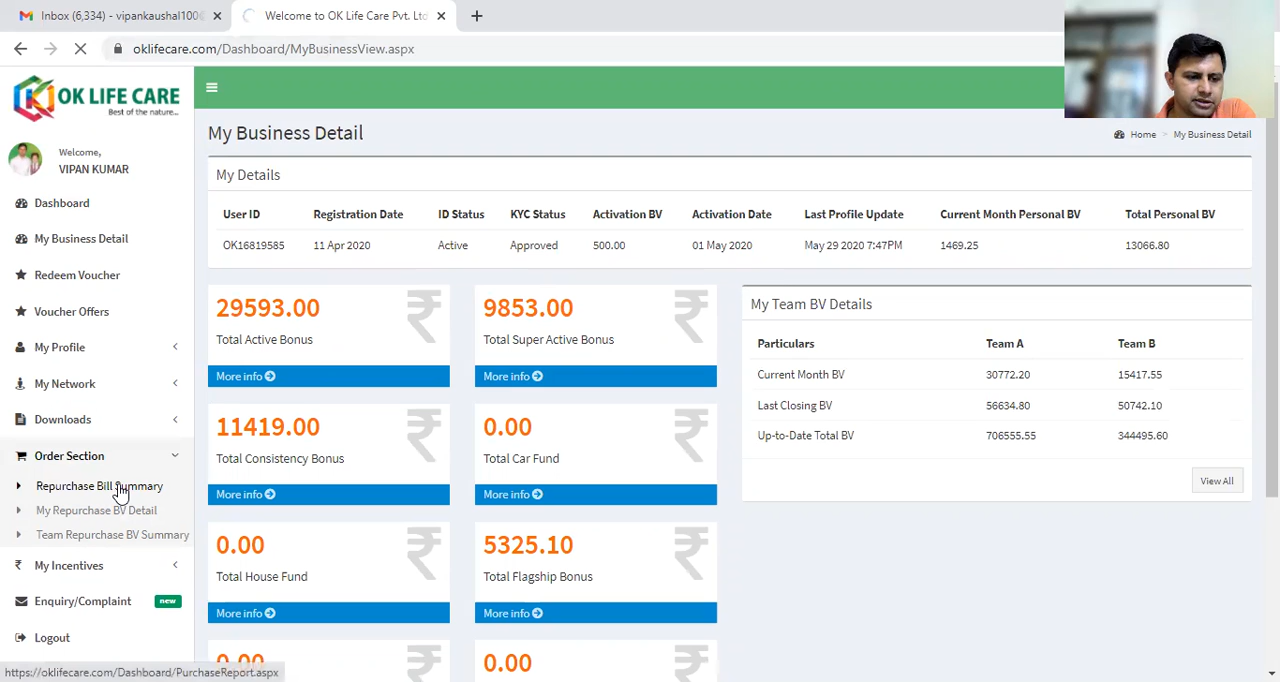 Inbox (6,334) - vipankaushal100
Welcome to OK Life Care Pvt. Ltd
oklifecare.com/Dashboard/MyBusinessView.aspx
OK LIFE CARE
Best of the nature...
Welcome,
VIPAN KUMAR
Dashboard
My Business Detail
Redeem Voucher
Voucher Offers
My Profile
My Network
Downloads
Order Section
Repurchase Bill Summary
My Repurchase BV Detail
Team Repurchase BV Summary
My Incentives
Enquiry/Complaint new
Logout
https://oklifecare.com/Dashboard/PurchaseReport.aspx
My Business Detail
Home > My Business Detail
My Details
User ID Registration Date ID Status KYC Status Activation BV Activation Date Last Profile Update Current Month Personal BV Total Personal BV
OK16819585 11 Apr 2020 Active Approved 500.00 01 May 2020 May 29 2020 7:47PM 1469.25 13066.80
29593.00
Total Active Bonus
More info
9853.00
Total Super Active Bonus
More info
11419.00
Total Consistency Bonus
More info
0.00
Total Car Fund
More info
0.00
Total House Fund
More info
5325.10
Total Flagship Bonus
More info
0.00
0.00
My Team BV Details
Particulars Team A Team B
Current Month BV 30772.20 15417.55
Last Closing BV 56634.80 50742.10
Up-to-Date Total BV 706555.55 344495.60
View All